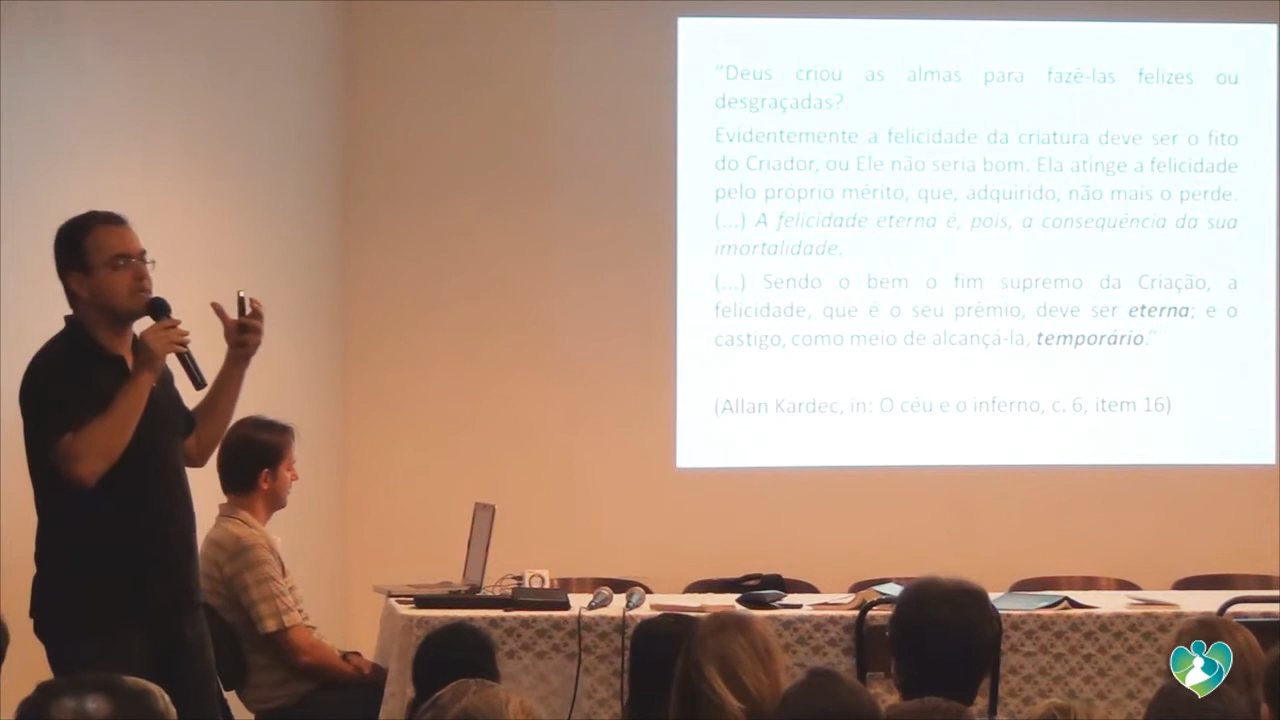 “Deus criou as almas para fazê-las felizes ou
desgraçadas?
Evidentemente a felicidade da criatura deve ser o fito
do Criador, ou Ele não seria bom. Ela atinge a felicidade
pelo próprio mérito, que, adquirido, não mais o perde.
(...) A felicidade eterna é, pois, a consequência da sua
imortalidade.
(...) Sendo o bem o fim supremo da Criação, a
felicidade, que é o seu prêmio, deve ser eterna; e o
castigo, como meio de alcançá-la, temporário.”
(Allan Kardec, in: O céu e o inferno, c. 6, item 16)